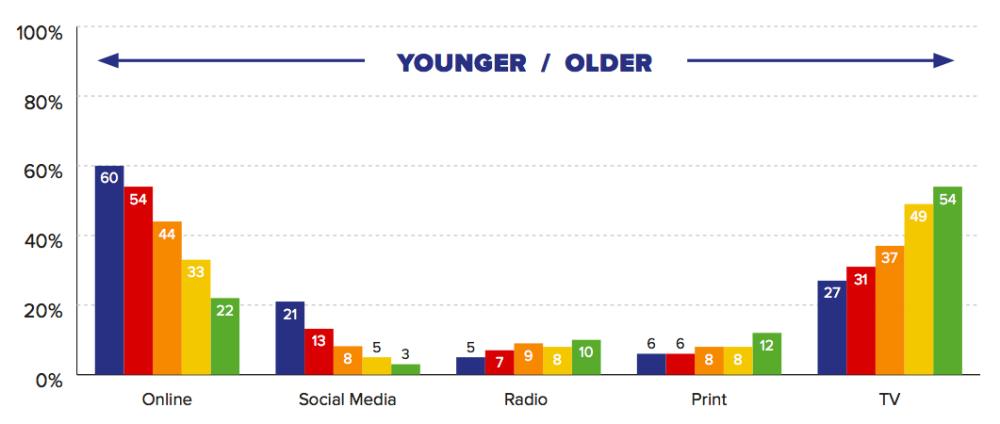 100%
YOUNGER / OLDER
80%
60%
60 54 44 33 22
40%
20%
21 13 8 5 3
5 7 9 8 10
6 6 8 8 12
27 31 37 49 54
0%
Online Social Media Radio Print TV